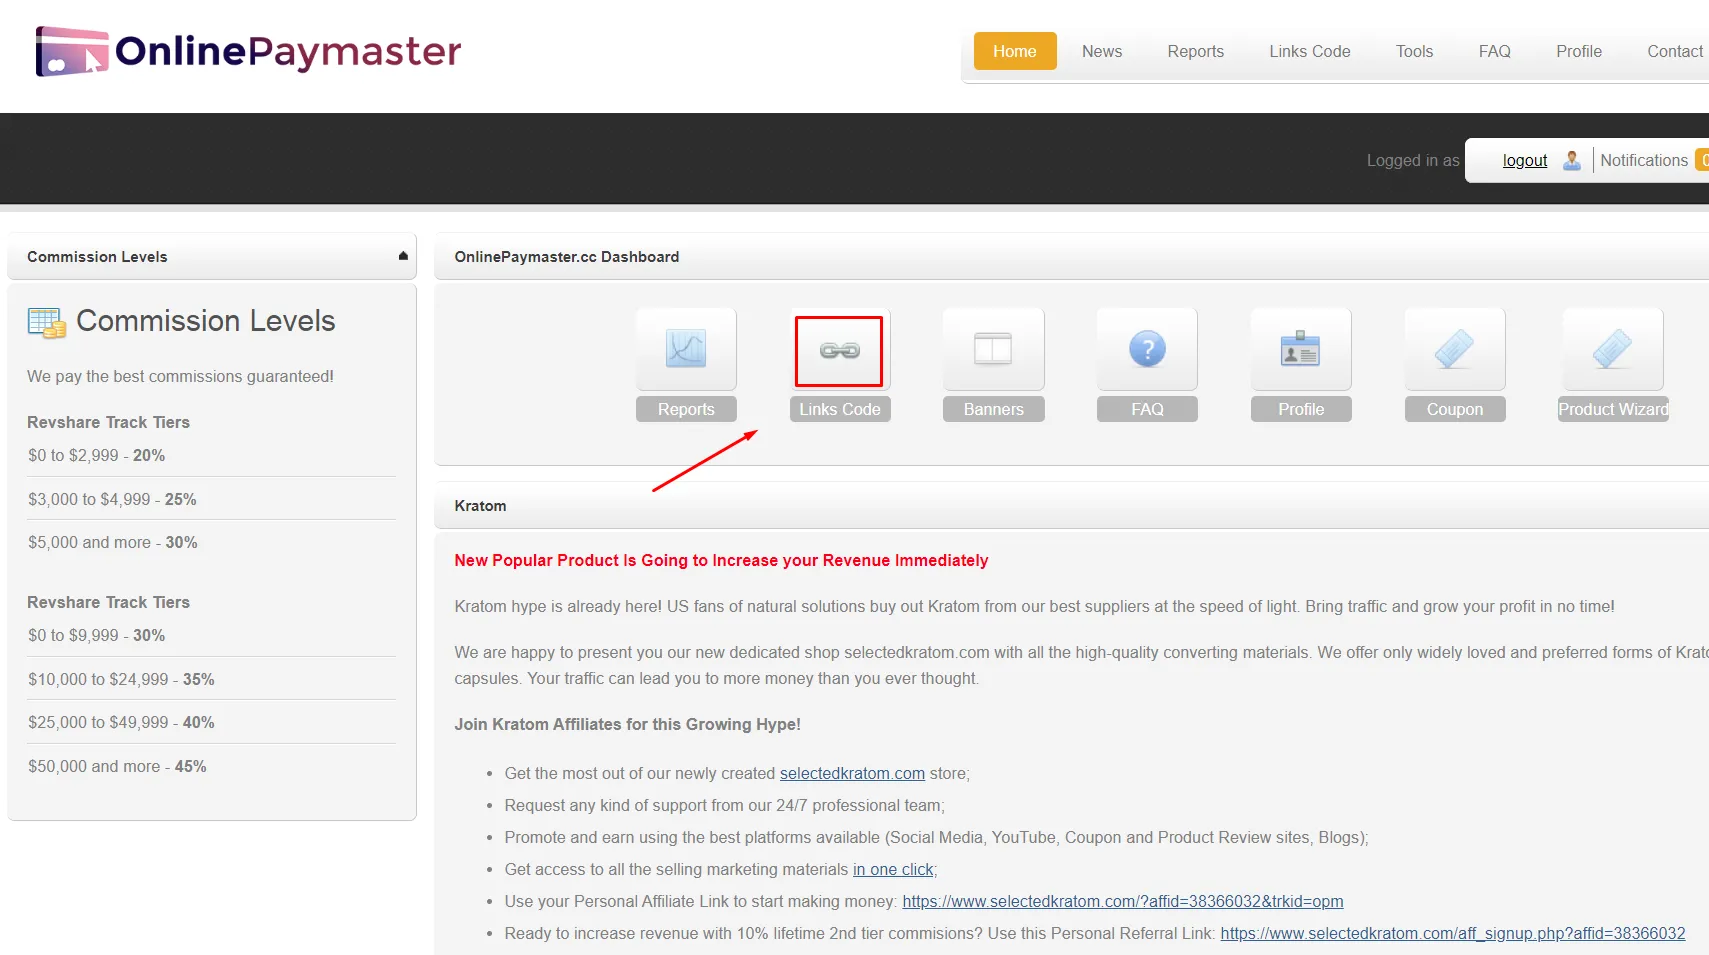 OnlinePaymaster
Home News Reports Links Code Tools FAQ Profile Contact
Logged in as logout Notifications
Commission Levels
Commission Levels
We pay the best commissions guaranteed!
Revshare Track Tiers
$0 to $2,999 - 20%
$3,000 to $4,999 - 25%
$5,000 and more - 30%
Revshare Track Tiers
$0 to $9,999 - 30%
$10,000 to $24,999 - 35%
$25,000 to $49,999 - 40%
$50,000 and more - 45%
OnlinePaymaster.cc Dashboard
Reports Links Code Banners FAQ Profile Coupon Product Wizard
Kratom
New Popular Product Is Going to Increase your Revenue Immediately
Kratom hype is already here! US fans of natural solutions buy out Kratom from our best suppliers at the speed of light. Bring traffic and grow your profit in no time!
We are happy to present you our new dedicated shop selectedkratom.com with all the high-quality converting materials. We offer only widely loved and preferred forms of
capsules. Your traffic can lead you to more money than you ever thought.
Join Kratom Affiliates for this Growing Hype!
• Get the most out of our newly created selectedkratom.com store;
• Request any kind of support from our 24/7 professional team;
• Promote and earn using the best platforms available (Social Media, YouTube, Coupon and Product Review sites, Blogs);
• Get access to all the selling marketing materials in one click;
• Use your Personal Affiliate Link to start making money: https://www.selectedkratom.com/?affid=38366032&trkid=opm
• Ready to increase revenue with 10% lifetime 2nd tier commisions? Use this Personal Referral Link: https://www.selectedkratom.com/aff_signup.php?affid=38366032